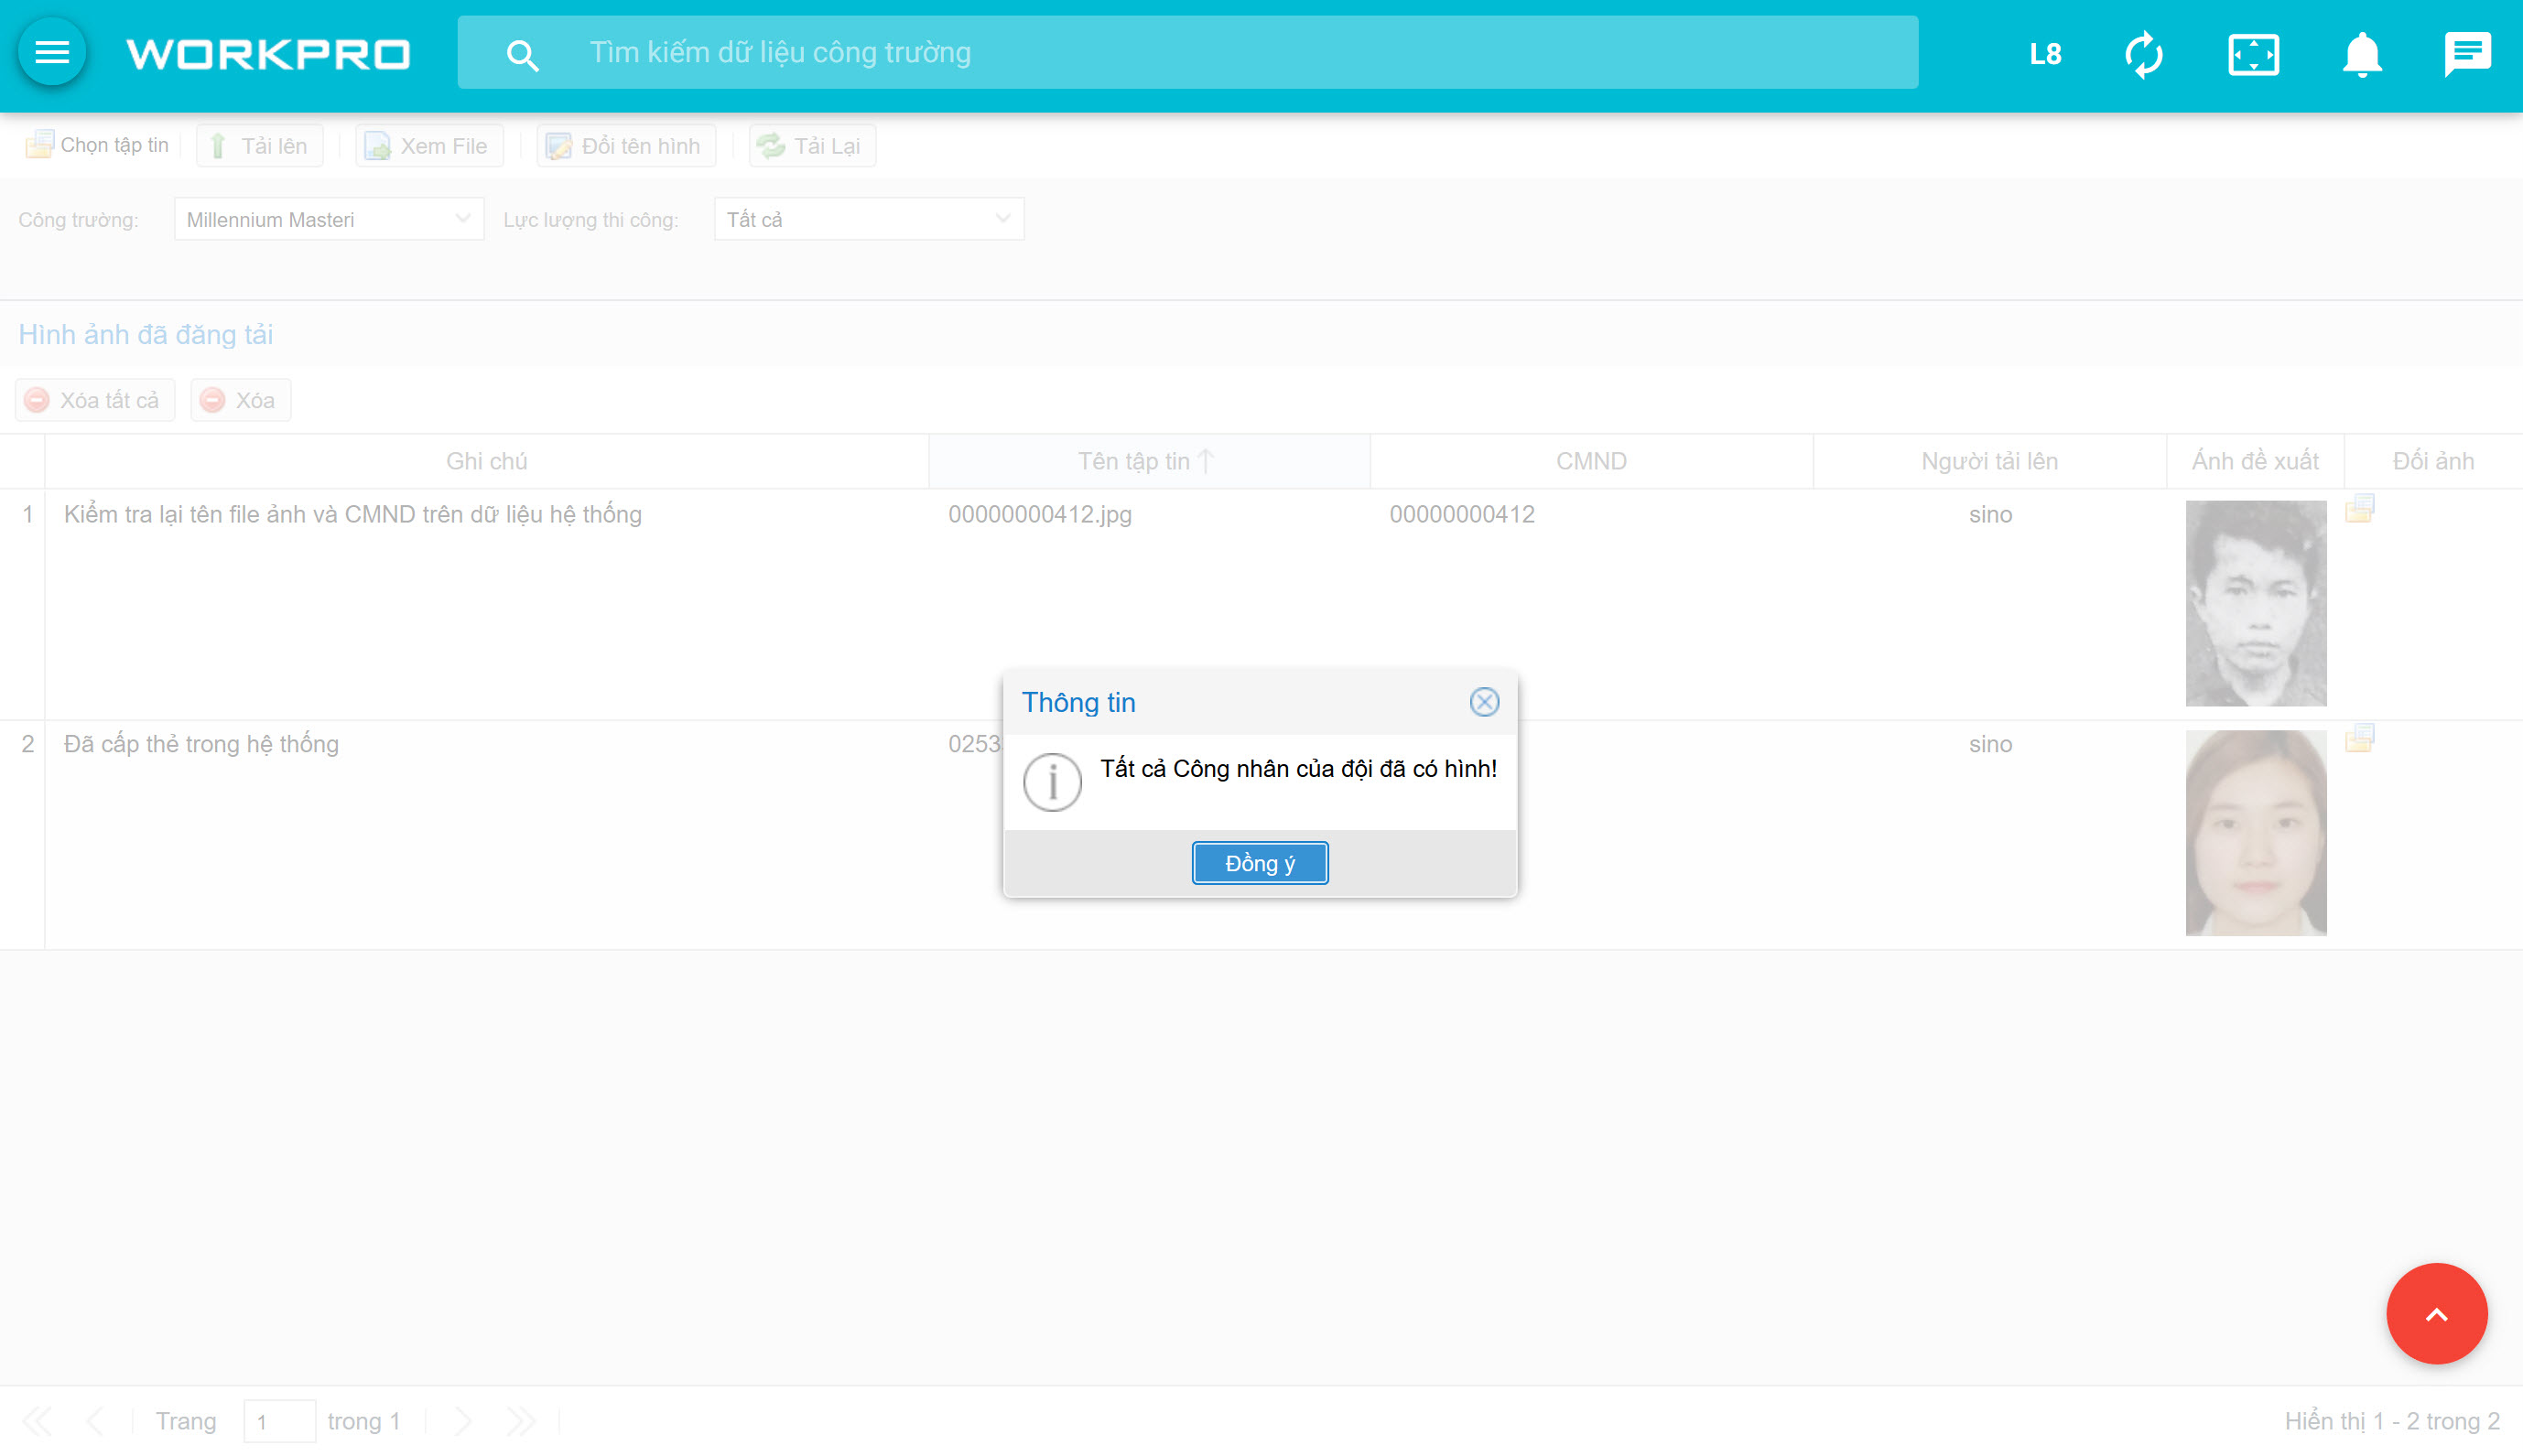 WORKPRO
Tìm kiếm dữ liệu công trường
L8
Chọn tập tin
Tải lên
Xem File
Đổi tên hình
Tải Lại
Công trường:
Millennium Masteri
Lực lượng thi công:
Tất cả
Hình ảnh đã đăng tải
Xóa tất cả
Xóa
Ghi chú
Tên tập tin
CMND
Người tải lên
Ảnh đề xuất
Đối ảnh
1
Kiểm tra lại tên file ảnh và CMND trên dữ liệu hệ thống
00000000412.jpg
00000000412
sino
2
Đã cấp thẻ trong hệ thống
0253
sino
Thông tin
Tất cả Công nhân của đội đã có hình!
Đồng ý
Trang
1
trong 1
Hiển thị 1 - 2 trong 2